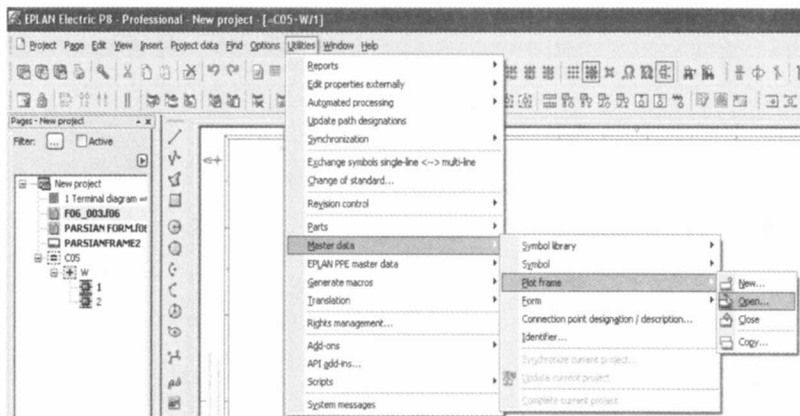 EPLAN Electric P8 - Professional - New project - [=C05+W/1]
Project Page Edit View Insert Project data Find Options Utilities Window Help
Pages - New project
Filter: ... Active
New project
1 Terminal diagram
F06_003.f06
PARSIAN FORM.f06
PARSIANFRAME2
C05
W
1
2
Reports
Edit properties externally
Automated processing
Update path designations
Synchronization
Exchange symbols single-line <--> multi-line
Change of standard...
Revision control
Parts
Master data
EPLAN PPE master data
Generate macros
Translation
Rights management...
Add-ons
API add-ins...
Scripts
System messages
Symbol library
Symbol
Plot frame
Form
Connection point designation / description...
Identifier...
Synchronize current project...
Update current project
Complete current project
New...
Open...
Close
Copy...